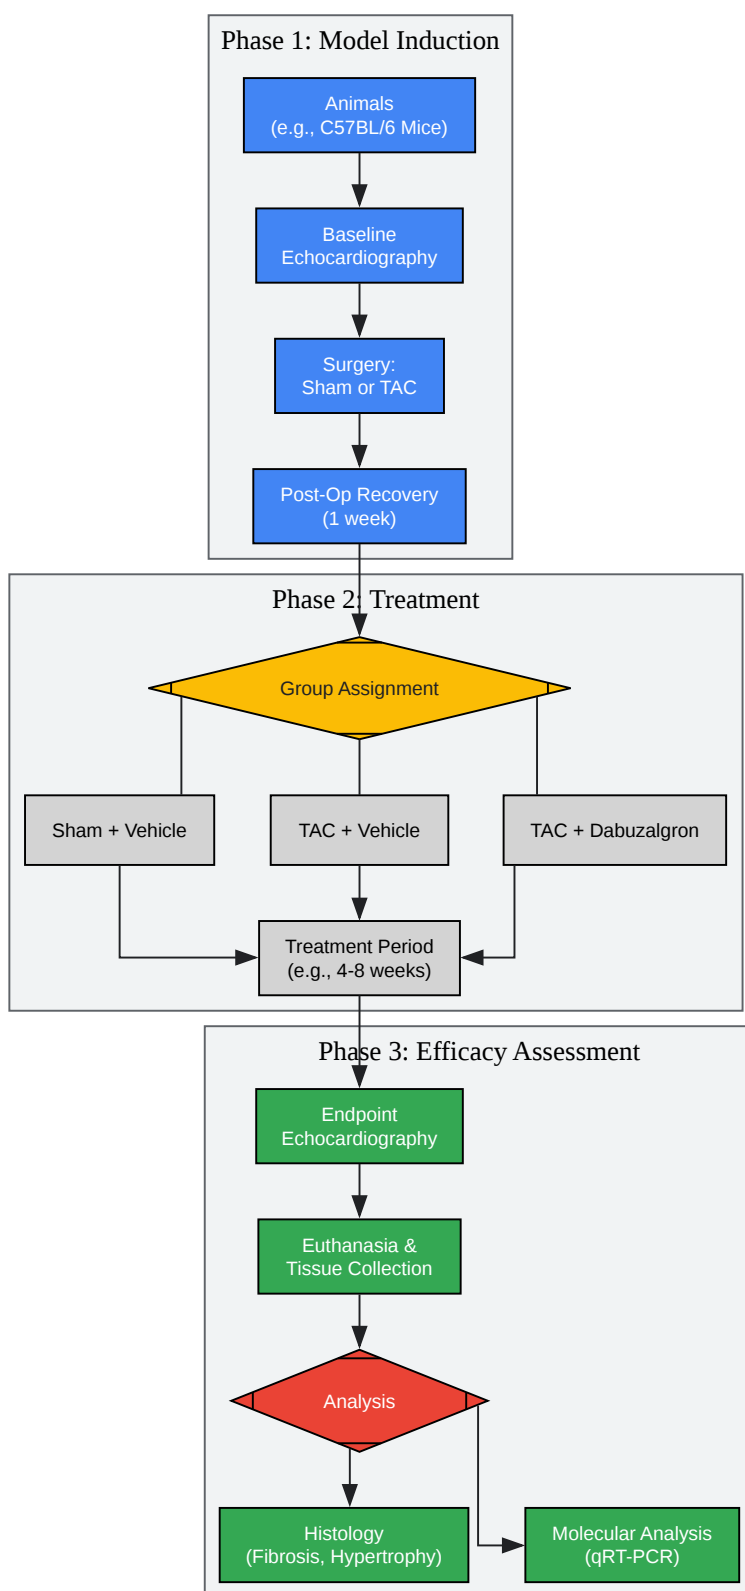 Phase 1: Model Induction
Animals
(e.g., C57BL/6 Mice)
Baseline
Echocardiography
Surgery:
Sham or TAC
Post-Op Recovery
(1 week)
Phase 2: Treatment
Group Assignment
Sham + Vehicle
TAC + Vehicle
TAC + Dabuzalgron
Treatment Period
(e.g., 4-8 weeks)
Phase 3: Efficacy Assessment
Endpoint
Echocardiography
Euthanasia &
Tissue Collection
Analysis
Histology
(Fibrosis, Hypertrophy)
Molecular Analysis
(qRT-PCR)